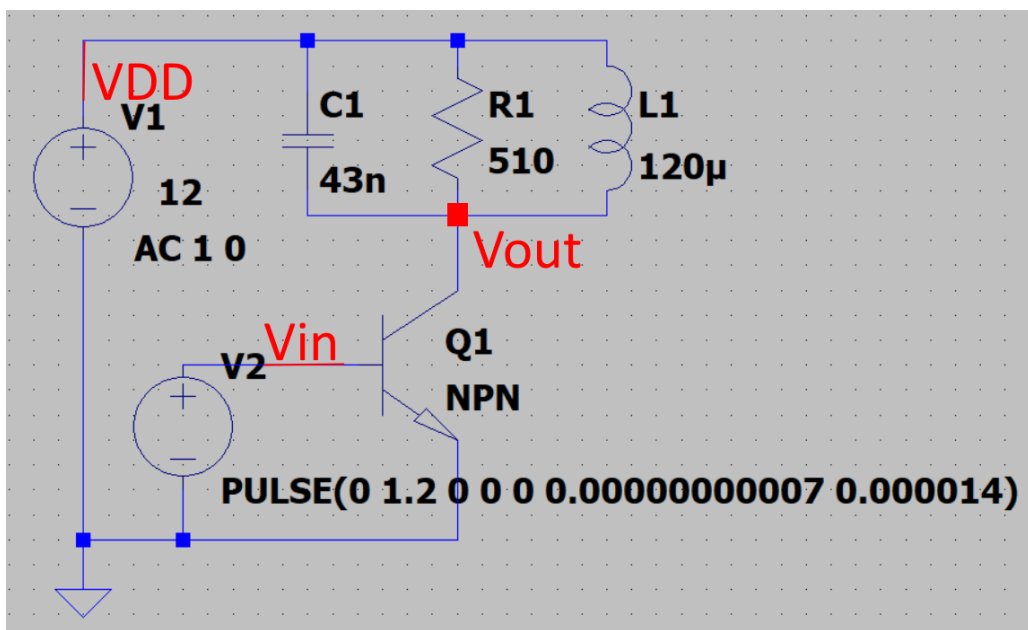 VDD
V1
12
AC 1 0
C1
43n
R1
510
L1
120µ
Vout
Vin
V2
Q1
NPN
PULSE(0 1.2 0 0 0 0.00000000007 0.000014)